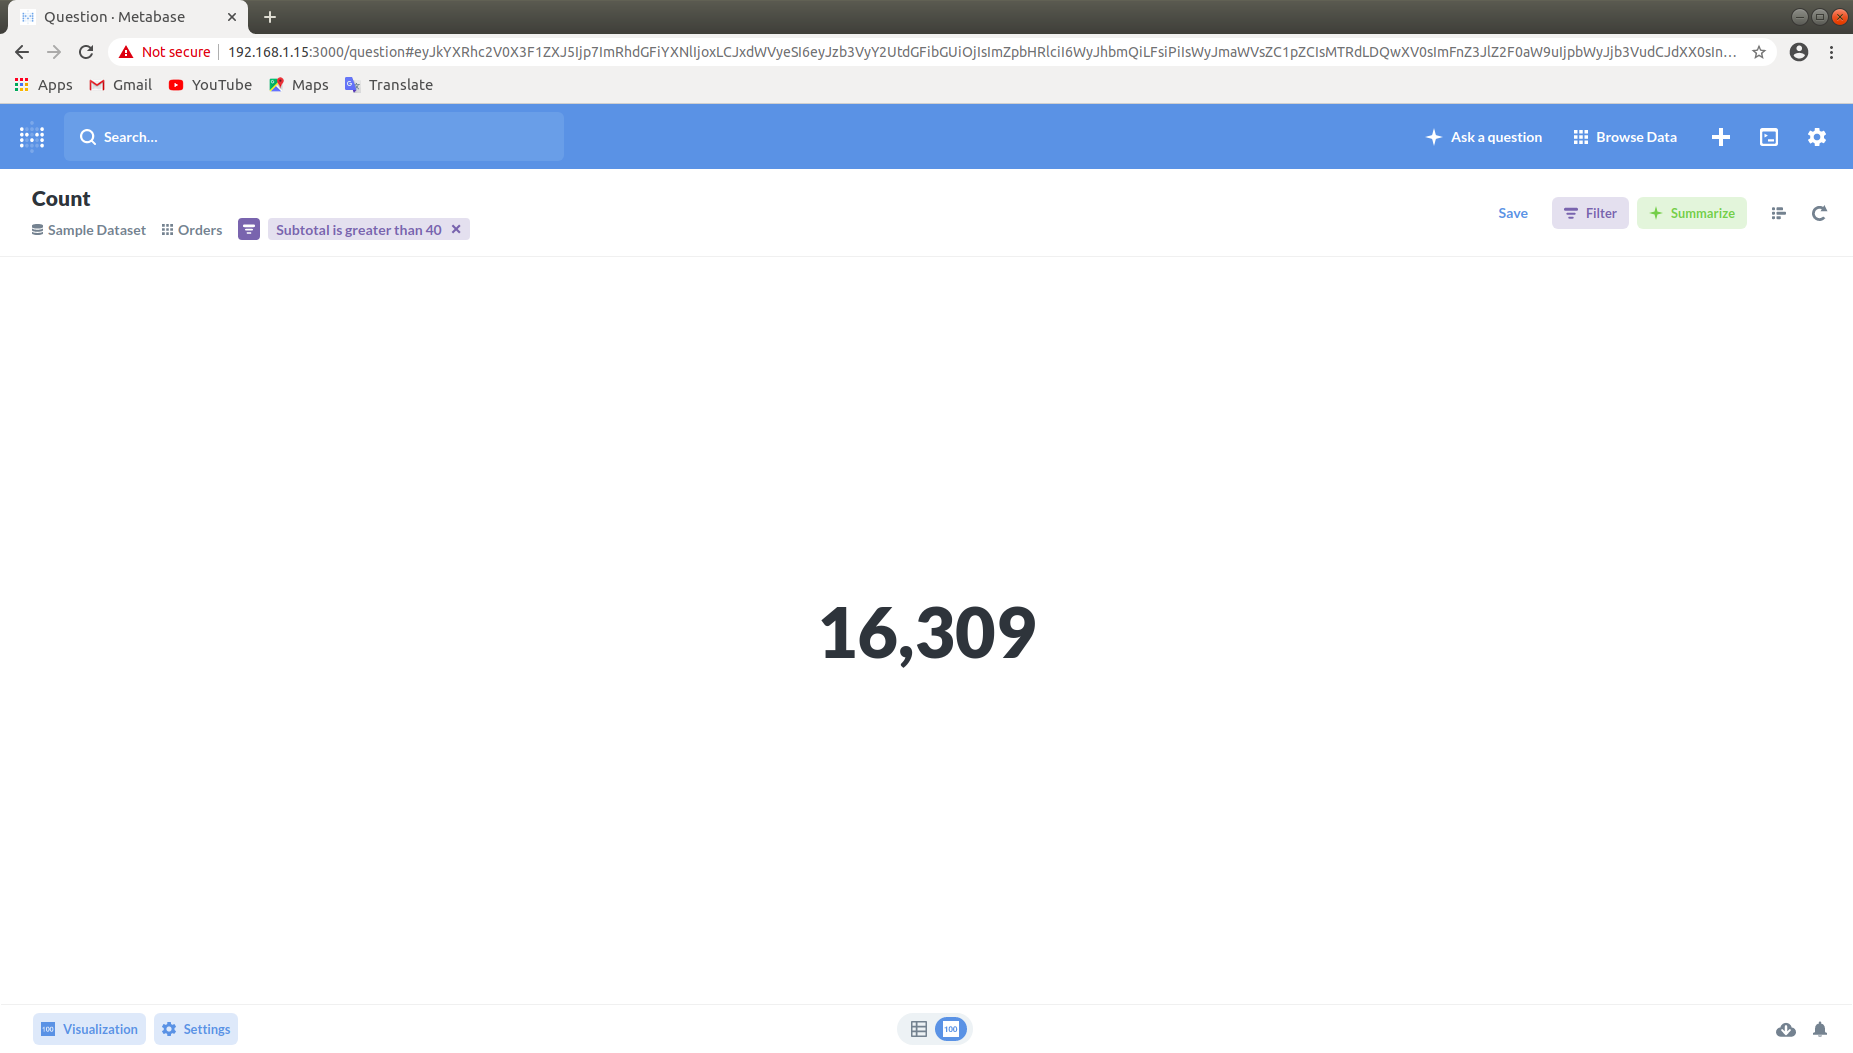 Question · Metabase
Not secure
192.168.1.15:3000/question#eyJkYXRhc2V0X3F1ZXJ5Ijp7ImRhdGFiYXNlIjoxLCJxdWVyeSI6eyJzb3VyY2UtdGFibGUiOjIsImZpbHRlciI6WyJhbmQiLFsiPiIsWyJmaWVsZC1pZCIsMTRdLDQwXV0sImFnZ3JlZ2F0aW9uIjpbWyJjb3VudCJdXX0sIn...
Apps Gmail YouTube Maps Translate
Search...
Ask a question Browse Data
Count
Sample Dataset Orders Subtotal is greater than 40
Save Filter Summarize
16,309
100 Visualization Settings
100